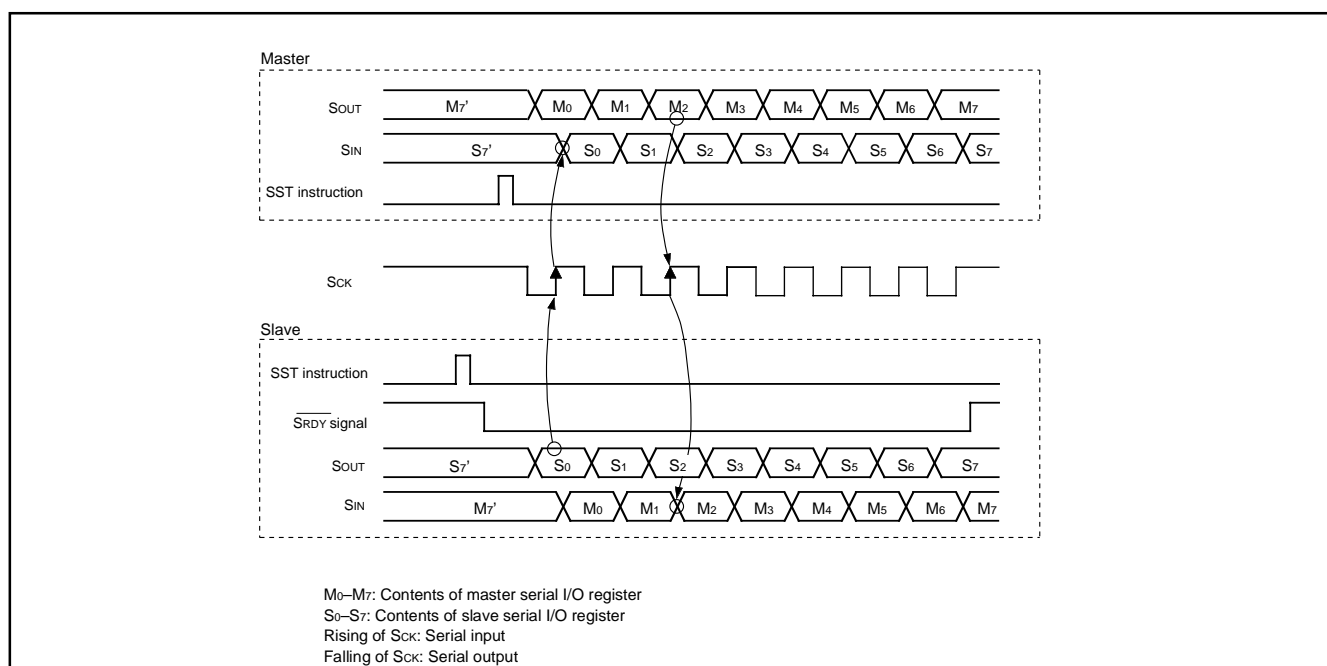 Master
SOUT M7' M0 M1 M2 M3 M4 M5 M6 M7
SIN S7' S0 S1 S2 S3 S4 S5 S6 S7
SST instruction
SCK
Slave
SST instruction
SRDY signal
SOUT S7' S0 S1 S2 S3 S4 S5 S6 S7
SIN M7' M0 M1 M2 M3 M4 M5 M6 M7
M0–M7: Contents of master serial I/O register
S0–S7: Contents of slave serial I/O register
Rising of SCK: Serial input
Falling of SCK: Serial output